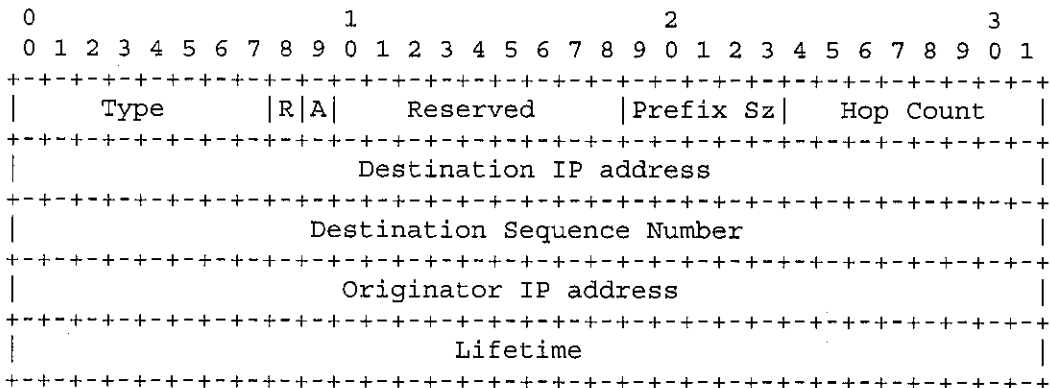 0                   1                   2                   3
0 1 2 3 4 5 6 7 8 9 0 1 2 3 4 5 6 7 8 9 0 1 2 3 4 5 6 7 8 9 0 1
+-+-+-+-+-+-+-+-+-+-+-+-+-+-+-+-+-+-+-+-+-+-+-+-+-+-+-+-+-+-+-+-+
|     Type      |R|A|    Reserved     |Prefix Sz|   Hop Count   |
+-+-+-+-+-+-+-+-+-+-+-+-+-+-+-+-+-+-+-+-+-+-+-+-+-+-+-+-+-+-+-+-+
|                     Destination IP address                    |
+-+-+-+-+-+-+-+-+-+-+-+-+-+-+-+-+-+-+-+-+-+-+-+-+-+-+-+-+-+-+-+-+
|                  Destination Sequence Number                  |
+-+-+-+-+-+-+-+-+-+-+-+-+-+-+-+-+-+-+-+-+-+-+-+-+-+-+-+-+-+-+-+-+
|                    Originator IP address                      |
+-+-+-+-+-+-+-+-+-+-+-+-+-+-+-+-+-+-+-+-+-+-+-+-+-+-+-+-+-+-+-+-+
|                           Lifetime                            |
+-+-+-+-+-+-+-+-+-+-+-+-+-+-+-+-+-+-+-+-+-+-+-+-+-+-+-+-+-+-+-+-+